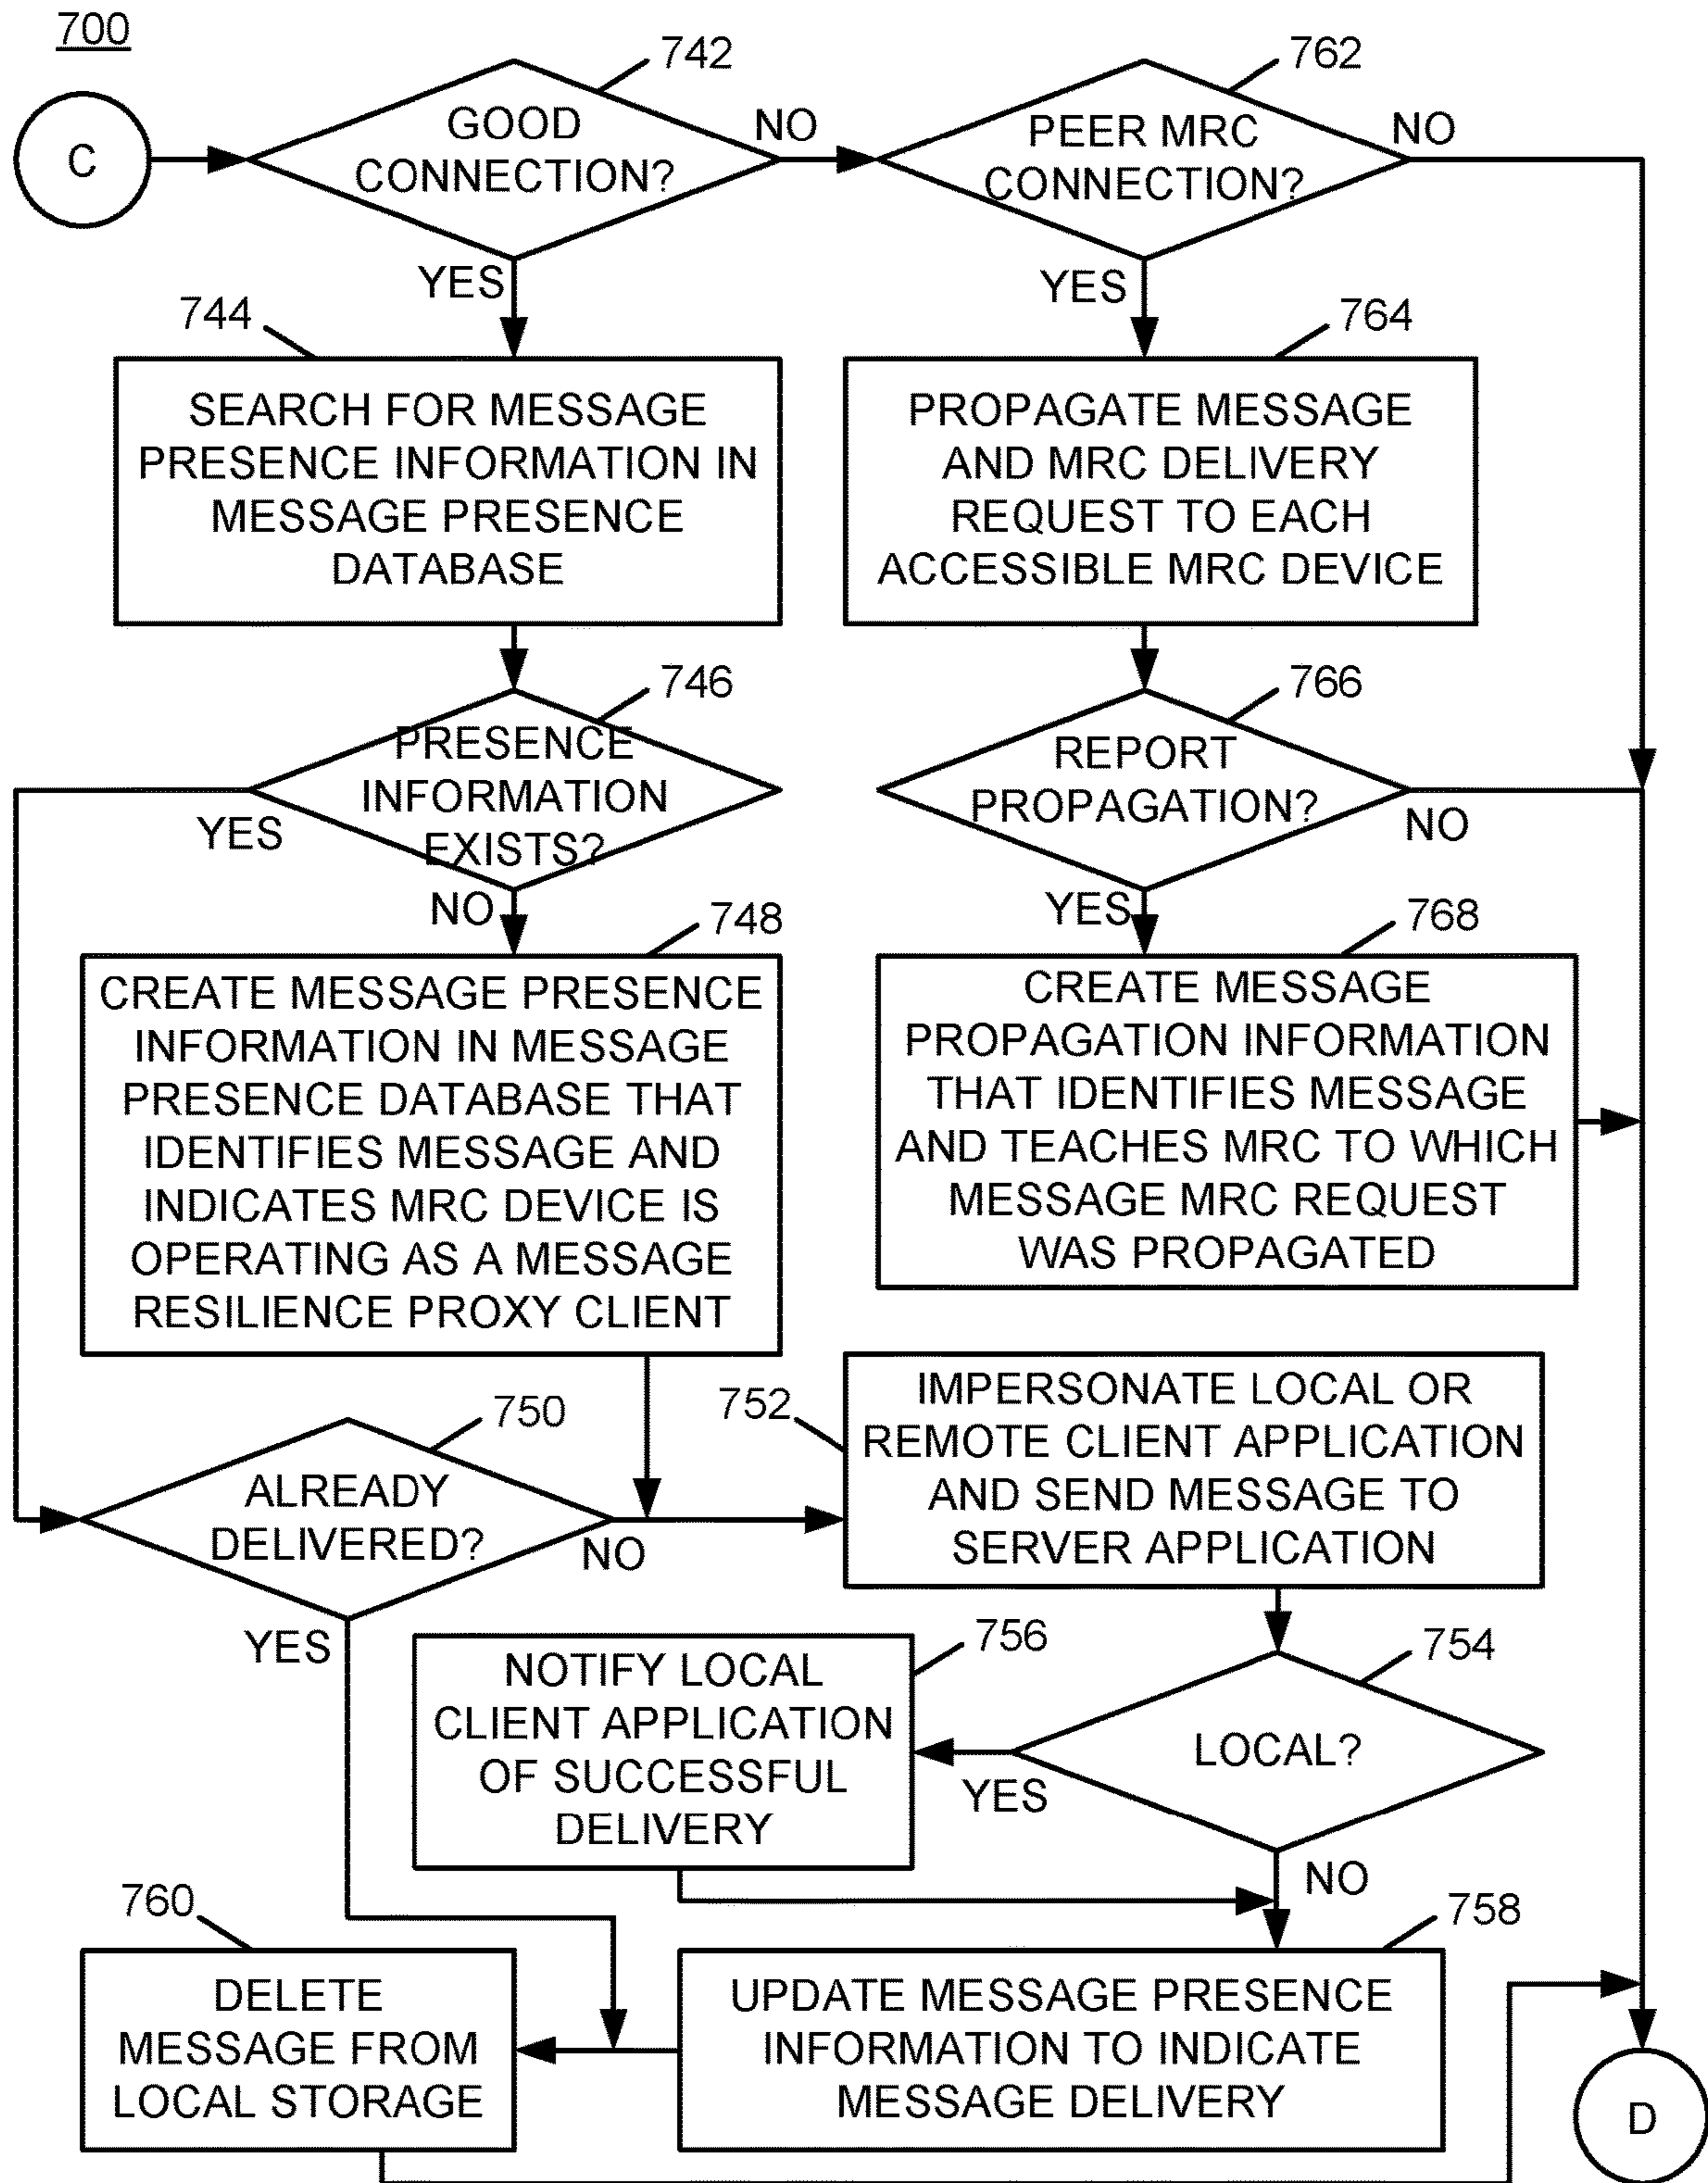 700
742
762
C
GOOD
CONNECTION?
NO
PEER MRC
CONNECTION?
NO
YES
YES
744
764
SEARCH FOR MESSAGE
PRESENCE INFORMATION IN
MESSAGE PRESENCE
DATABASE
PROPAGATE MESSAGE
AND MRC DELIVERY
REQUEST TO EACH
ACCESSIBLE MRC DEVICE
746
766
PRESENCE
INFORMATION
EXISTS?
YES
REPORT
PROPAGATION?
NO
NO
YES
748
768
CREATE MESSAGE PRESENCE
INFORMATION IN MESSAGE
PRESENCE DATABASE THAT
IDENTIFIES MESSAGE AND
INDICATES MRC DEVICE IS
OPERATING AS A MESSAGE
RESILIENCE PROXY CLIENT
CREATE MESSAGE
PROPAGATION INFORMATION
THAT IDENTIFIES MESSAGE
AND TEACHES MRC TO WHICH
MESSAGE MRC REQUEST
WAS PROPAGATED
750
752
ALREADY
DELIVERED?
NO
IMPERSONATE LOCAL OR
REMOTE CLIENT APPLICATION
AND SEND MESSAGE TO
SERVER APPLICATION
YES
756
754
NOTIFY LOCAL
CLIENT APPLICATION
OF SUCCESSFUL
DELIVERY
LOCAL?
YES
NO
760
758
DELETE
MESSAGE FROM
LOCAL STORAGE
UPDATE MESSAGE PRESENCE
INFORMATION TO INDICATE
MESSAGE DELIVERY
D